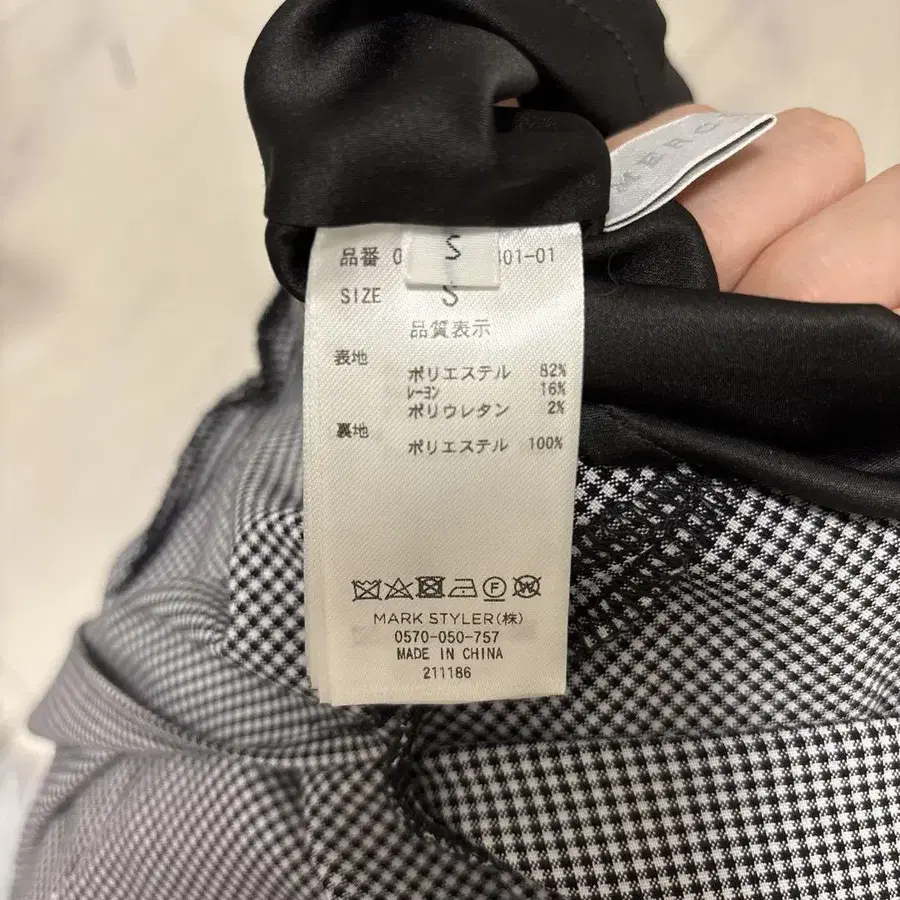 MERC
S
品番 0 401-01
SIZE S
品質表示
表地
ポリエステル 82%
レーヨン 16%
ポリウレタン 2%
裏地
ポリエステル 100%
MARK STYLER(株)
0570-050-757
MADE IN CHINA
211186